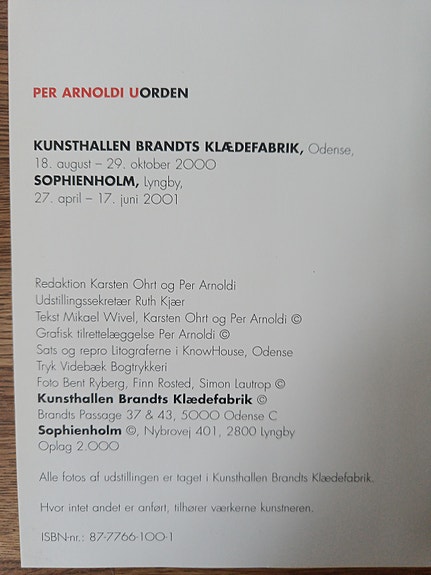 PER ARNOLDI UORDEN
KUNSTHALLEN BRANDTS KLÆDEFABRIK, Odense,
18. august – 29. oktober 2000
SOPHIENHOLM, Lyngby,
27. april – 17. juni 2001
Redaktion Karsten Ohrt og Per Arnoldi
Udstillingssekretær Ruth Kjær
Tekst Mikael Wivel, Karsten Ohrt og Per Arnoldi ©
Grafisk tilrettelæggelse Per Arnoldi ©
Sats og repro Litograferne i KnowHouse, Odense
Tryk Videbæk Bogtrykkeri
Foto Bent Ryberg, Finn Rosted, Simon Lautrop ©
Kunsthallen Brandts Klædefabrik ©
Brandts Passage 37 & 43, 5000 Odense C
Sophienholm ©, Nybrovej 401, 2800 Lyngby
Oplag 2.000
Alle fotos af udstillingen er taget i Kunsthallen Brandts Klædefabrik.
Hvor intet andet er anført, tilhører værkerne kunstneren.
ISBN-nr.: 87-7766-100-1